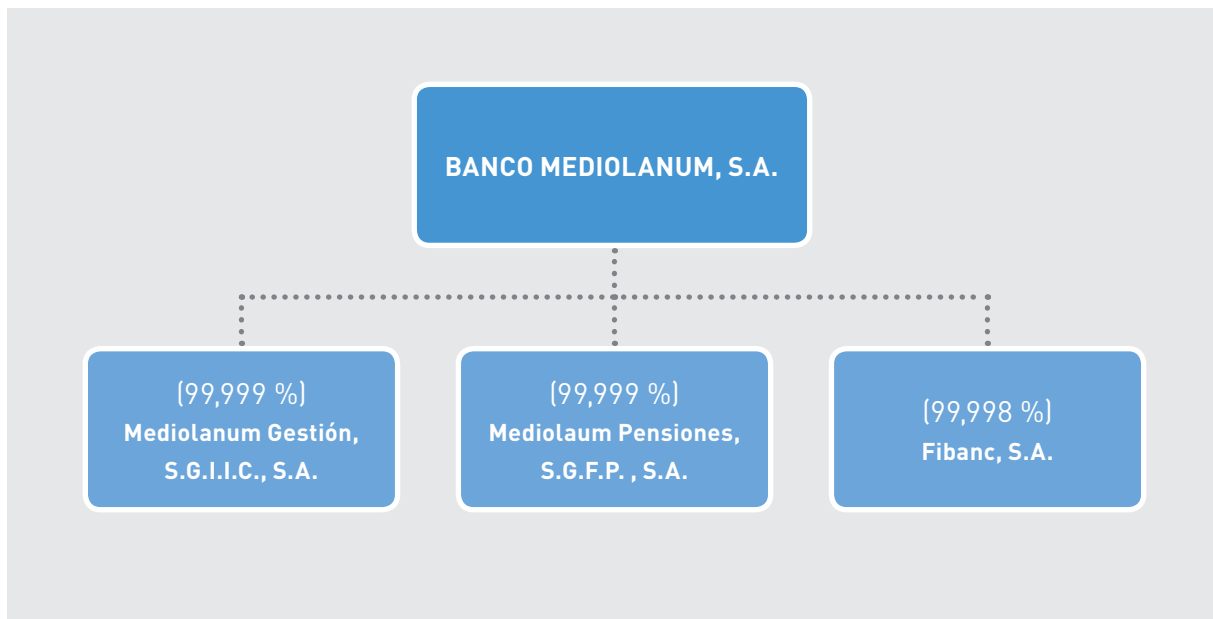 BANCO MEDIOLANUM, S.A.
(99,999 %)
Mediolanum Gestión,
S.G.I.I.C., S.A.
(99,999 %)
Mediolaum Pensiones,
S.G.F.P. , S.A.
(99,998 %)
Fibanc, S.A.